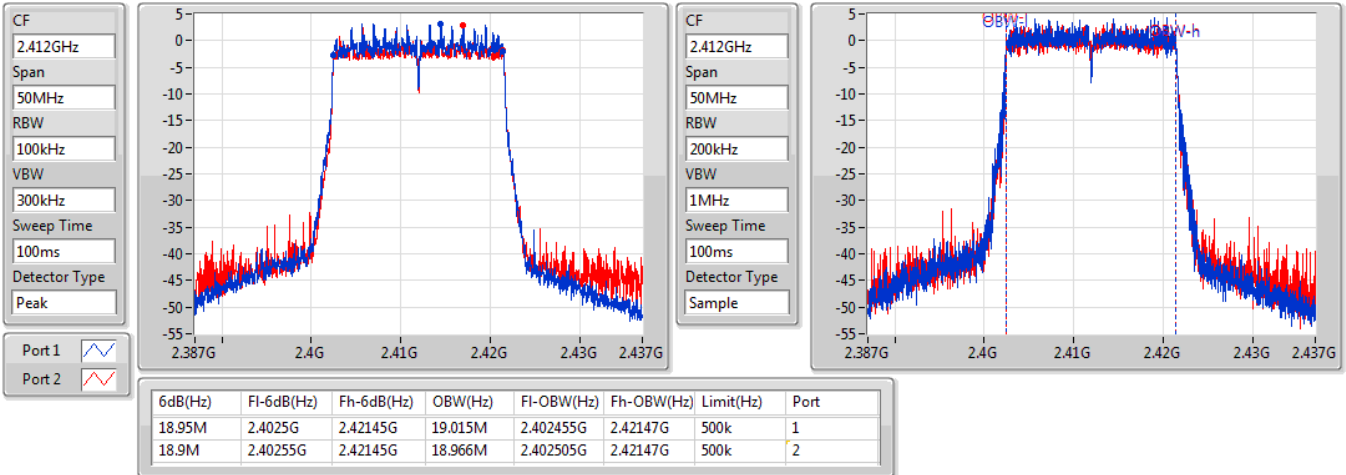 CF
2.412GHz
Span
50MHz
RBW
100kHz
VBW
300kHz
Sweep Time
100ms
Detector Type
Peak
Port 1
Port 2
5
0
-5
-10
-15
-20
-25
-30
-35
-40
-45
-50
-55
2.387G 2.4G 2.41G 2.42G 2.43G 2.437G
CF
2.412GHz
Span
50MHz
RBW
200kHz
VBW
1MHz
Sweep Time
100ms
Detector Type
Sample
OBW-l
OBW-h
5
0
-5
-10
-15
-20
-25
-30
-35
-40
-45
-50
-55
2.387G 2.4G 2.41G 2.42G 2.43G 2.437G
6dB(Hz) Fl-6dB(Hz) Fh-6dB(Hz) OBW(Hz) Fl-OBW(Hz) Fh-OBW(Hz) Limit(Hz) Port
18.95M 2.4025G 2.42145G 19.015M 2.402455G 2.42147G 500k 1
18.9M 2.40255G 2.42145G 18.966M 2.402505G 2.42147G 500k 2